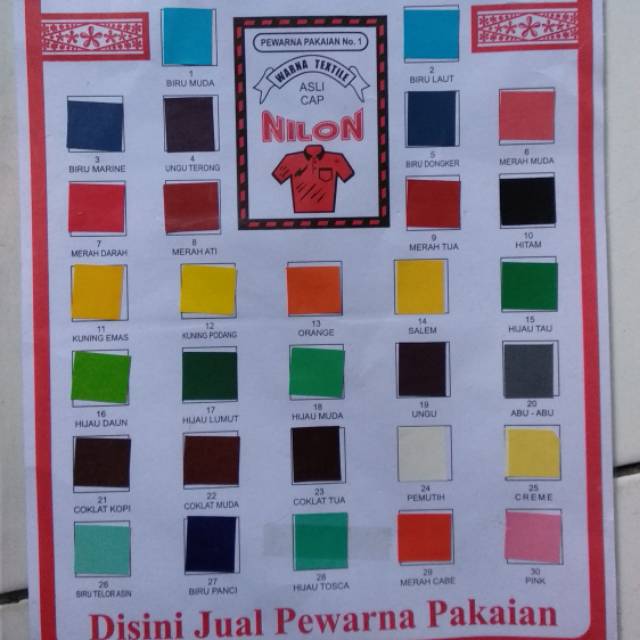 PEWARNA PAKAIAN No. 1
WARNA TEXTILE
ASLI
CAP
NILON
1
BIRU MUDA
2
BIRU LAUT
3
BIRU MARINE
4
UNGU TERONG
5
BIRU DONGKER
6
MERAH MUDA
7
MERAH DARAH
8
MERAH ATI
9
MERAH TUA
10
HITAM
11
KUNING EMAS
12
KUNING PODANG
13
ORANGE
14
SALEM
15
HIJAU TAU
16
HIJAU DAUN
17
HIJAU LUMUT
18
HIJAU MUDA
19
UNGU
20
ABU - ABU
21
COKLAT KOPI
22
COKLAT MUDA
23
COKLAT TUA
24
PEMUTIH
25
CREME
26
BIRU TELOR ASIN
27
BIRU PANCI
28
HIJAU TOSCA
29
MERAH CABE
30
PINK
Disini Jual Pewarna Pakaian